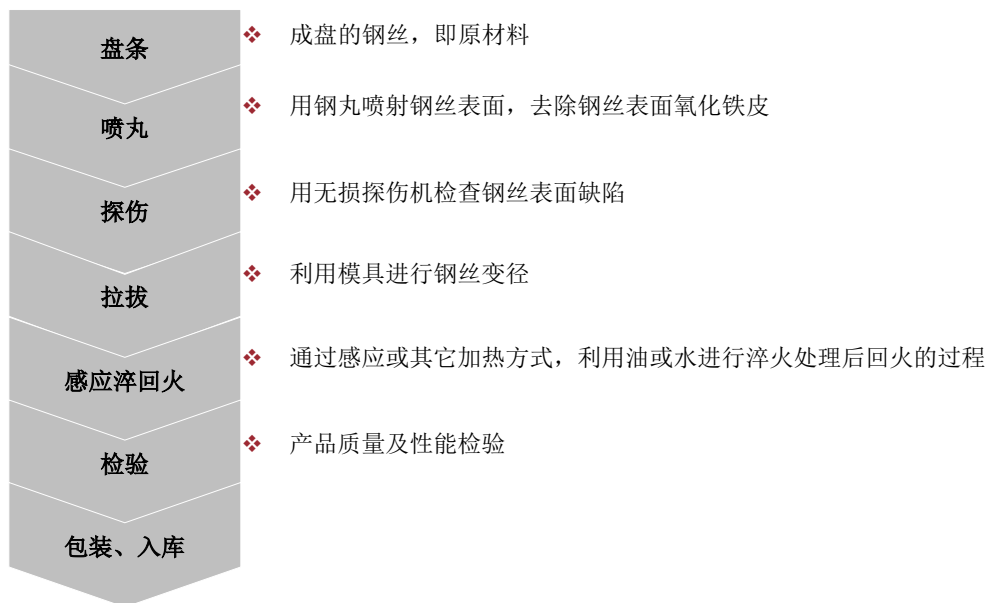 盘条
成盘的钢丝，即原材料
喷丸
用钢丸喷射钢丝表面，去除钢丝表面氧化铁皮
探伤
用无损探伤机检查钢丝表面缺陷
拉拔
利用模具进行钢丝变径
感应淬回火
通过感应或其它加热方式，利用油或水进行淬火处理后回火的过程
检验
产品质量及性能检验
包装、入库